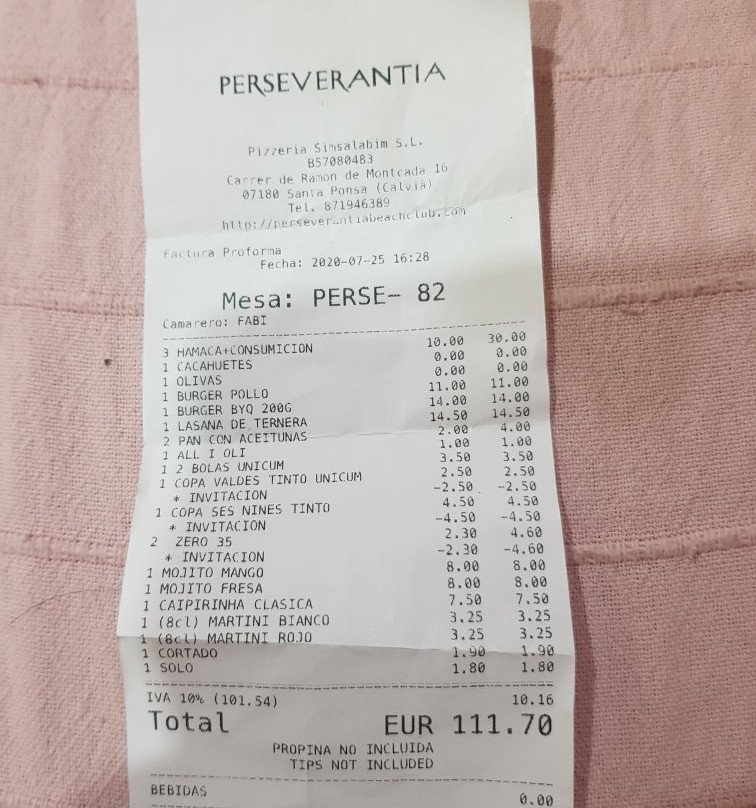 PERSEVERANTIA
Pizzeria Simsalabim S.L.
B57080483
Carrer de Ramon de Montcada 16
07180 Santa Ponsa (Calvià)
Tel. 871946389
http://perseverantiabeachclub.com
Factura Proforma
Fecha: 2020-07-25 16:28
Mesa: PERSE- 82
Camarero: FABI
3 HAMACA+CONSUMICION 10.00 30.00
1 CACAHUETES 0.00 0.00
1 OLIVAS 0.00 0.00
1 BURGER POLLO 11.00 11.00
1 BURGER BYQ 200G 14.00 14.00
1 LASANA DE TERNERA 14.50 14.50
2 PAN CON ACEITUNAS 2.00 4.00
1 ALL I OLI 1.00 1.00
1 2 BOLAS UNICUM 3.50 3.50
1 COPA VALDES TINTO UNICUM 2.50 2.50
* INVITACION -2.50 -2.50
1 COPA SES NINES TINTO 4.50 4.50
* INVITACION -4.50 -4.50
2 ZERO 35 2.30 4.60
* INVITACION -2.30 -4.60
1 MOJITO MANGO 8.00 8.00
1 MOJITO FRESA 8.00 8.00
1 CAIPIRINHA CLASICA 7.50 7.50
1 (8cl) MARTINI BIANCO 3.25 3.25
1 (8cl) MARTINI ROJO 3.25 3.25
1 CORTADO 1.90 1.90
1 SOLO 1.80 1.80
IVA 10% (101.54) 10.16
Total EUR 111.70
PROPINA NO INCLUIDA
TIPS NOT INCLUDED
BEBIDAS 0.00